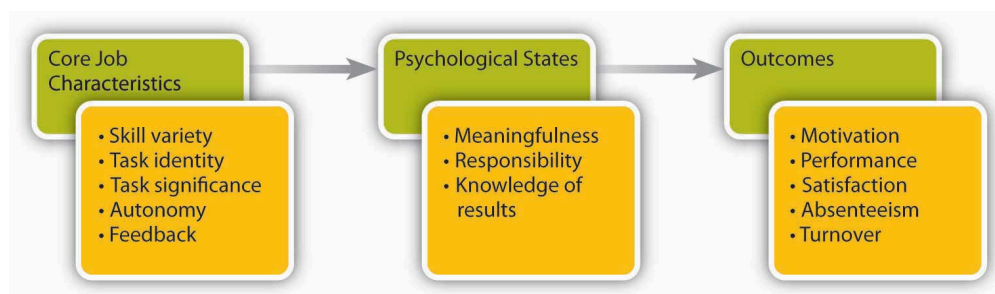 Core Job
Characteristics
• Skill variety
• Task identity
• Task significance
• Autonomy
• Feedback
Psychological States
• Meaningfulness
• Responsibility
• Knowledge of
results
Outcomes
• Motivation
• Performance
• Satisfaction
• Absenteeism
• Turnover